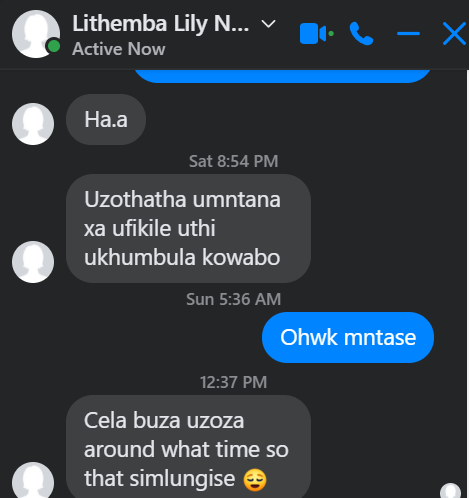 Lithemba Lily N...
Active Now
Ha.a
Sat 8:54 PM
Uzothatha umntana
xa ufikile uthi
ukhumbula kowabo
Sun 5:36 AM
Ohwk mntase
12:37 PM
Cela buza uzoza
around what time so
that simlungise 😌